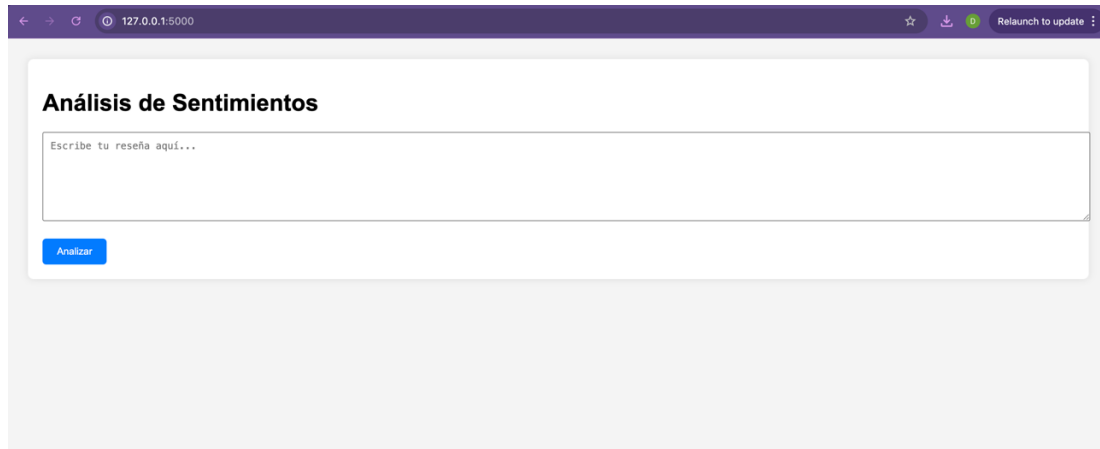 127.0.0.1:5000
D
Relaunch to update
Análisis de Sentimientos
Escribe tu reseña aquí...
Analizar